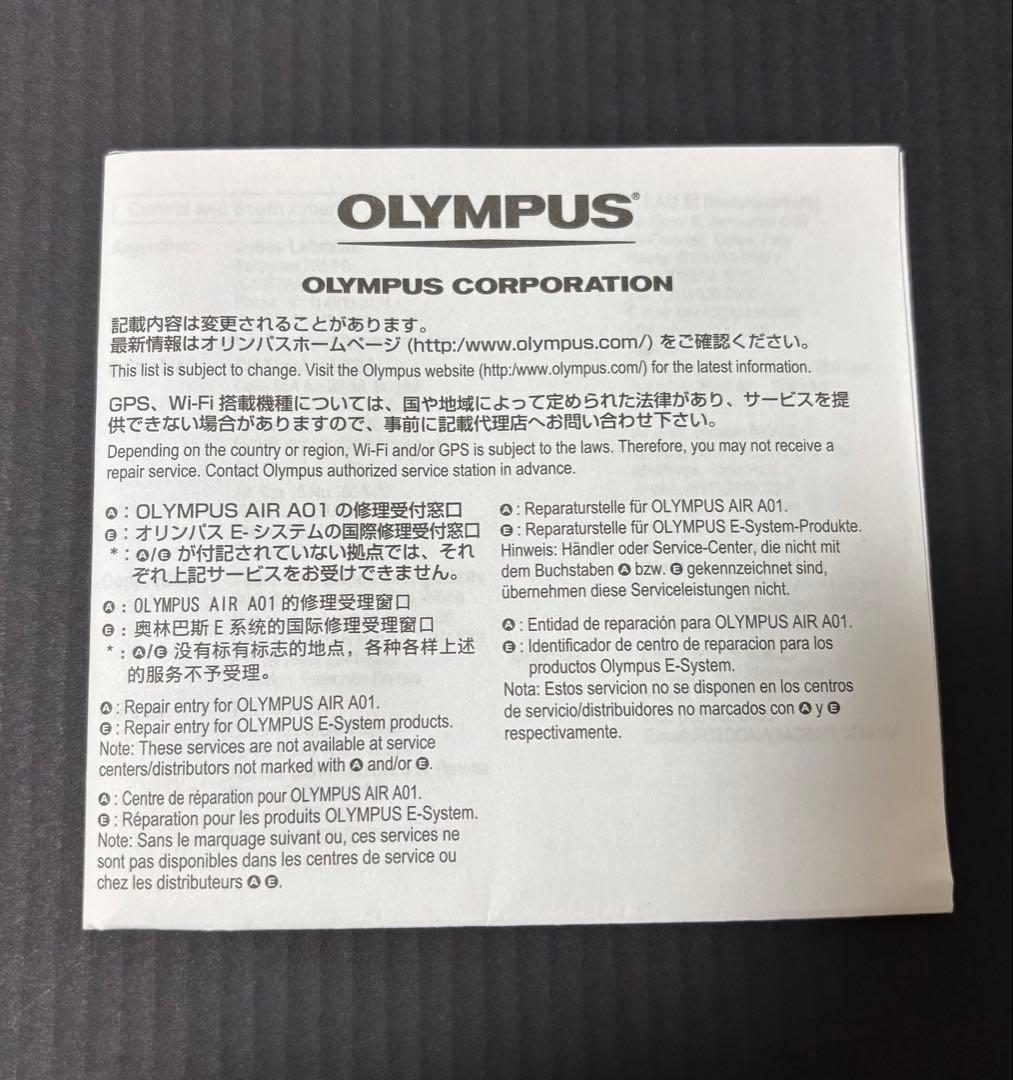 OLYMPUS®
OLYMPUS CORPORATION
記載内容は変更されることがあります。
最新情報はオリンパスホームページ (http:/www.olympus.com/) をご確認ください。
This list is subject to change. Visit the Olympus website (http:/www.olympus.com/) for the latest information.
GPS、Wi-Fi 搭載機種については、国や地域によって定められた法律があり、サービスを提
供できない場合がありますので、事前に記載代理店へお問い合わせ下さい。
Depending on the country or region, Wi-Fi and/or GPS is subject to the laws. Therefore, you may not receive a
repair service. Contact Olympus authorized service station in advance.
Ⓐ : OLYMPUS AIR A01 の修理受付窓口
Ⓔ : オリンパス E- システムの国際修理受付窓口
* : Ⓐ/Ⓔ が付記されていない拠点では、それ
ぞれ上記サービスをお受けできません。
Ⓐ : OLYMPUS AIR A01 的修理受理窗口
Ⓔ : 奥林巴斯 E 系统的国际修理受理窗口
* : Ⓐ/Ⓔ 没有标有标志的地点，各种各样上述
的服务不予受理。
Ⓐ : Repair entry for OLYMPUS AIR A01.
Ⓔ : Repair entry for OLYMPUS E-System products.
Note: These services are not available at service
centers/distributors not marked with Ⓐ and/or Ⓔ.
Ⓐ : Centre de réparation pour OLYMPUS AIR A01.
Ⓔ : Réparation pour les produits OLYMPUS E-System.
Note: Sans le marquage suivant ou, ces services ne
sont pas disponibles dans les centres de service ou
chez les distributeurs Ⓐ Ⓔ.
Ⓐ : Reparaturstelle für OLYMPUS AIR A01.
Ⓔ : Reparaturstelle für OLYMPUS E-System-Produkte.
Hinweis: Händler oder Service-Center, die nicht mit
dem Buchstaben Ⓐ bzw. Ⓔ gekennzeichnet sind,
übernehmen diese Serviceleistungen nicht.
Ⓐ : Entidad de reparación para OLYMPUS AIR A01.
Ⓔ : Identificador de centro de reparacion para los
productos Olympus E-System.
Nota: Estos servicion no se disponen en los centros
de servicio/distribuidores no marcados con Ⓐ y Ⓔ
respectivamente.